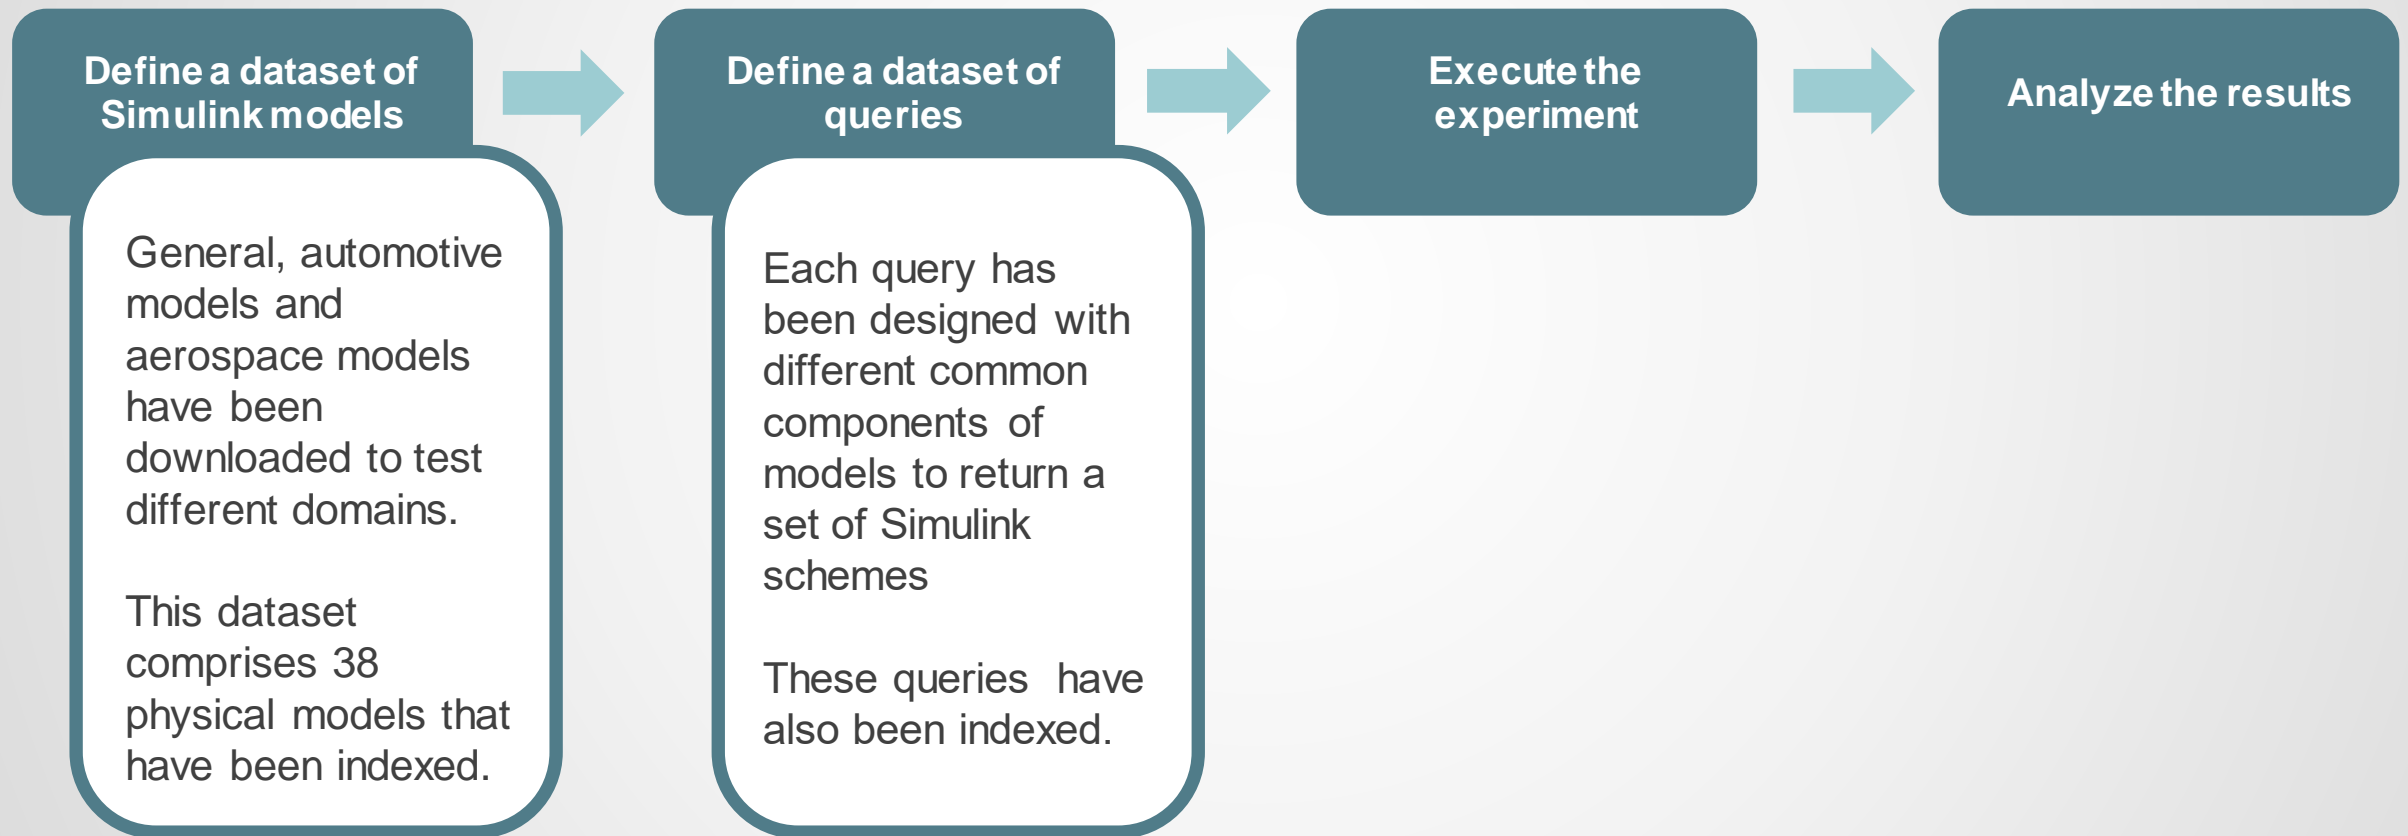 Define a dataset of
Simulink models
General, automotive
models and
aerospace models
have been
downloaded to test
different domains.
This dataset
comprises 38
physical models that
have been indexed.
Define a dataset of
queries
Each query has
been designed with
different common
components of
models to return a
set of Simulink
schemes
These queries have
also been indexed.
Execute the
experiment
Analyze the results